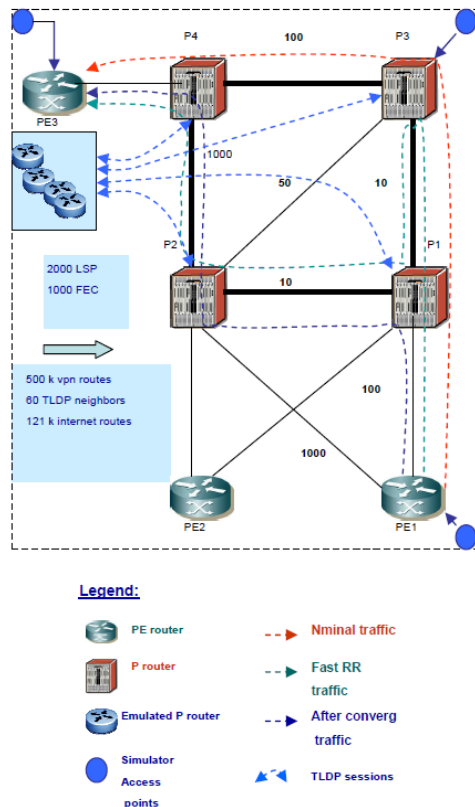 P4
100
P3
PE3
1000
50
10
P2
P1
2000 LSP
1000 FEC
10
500 k vpn routes
60 TLDP neighbors
121 k internet routes
100
1000
PE2
PE1
Legend:
PE router
Nminal traffic
P router
Fast RR
traffic
Emulated P router
After converg
traffic
Simulator
Access
points
TLDP sessions